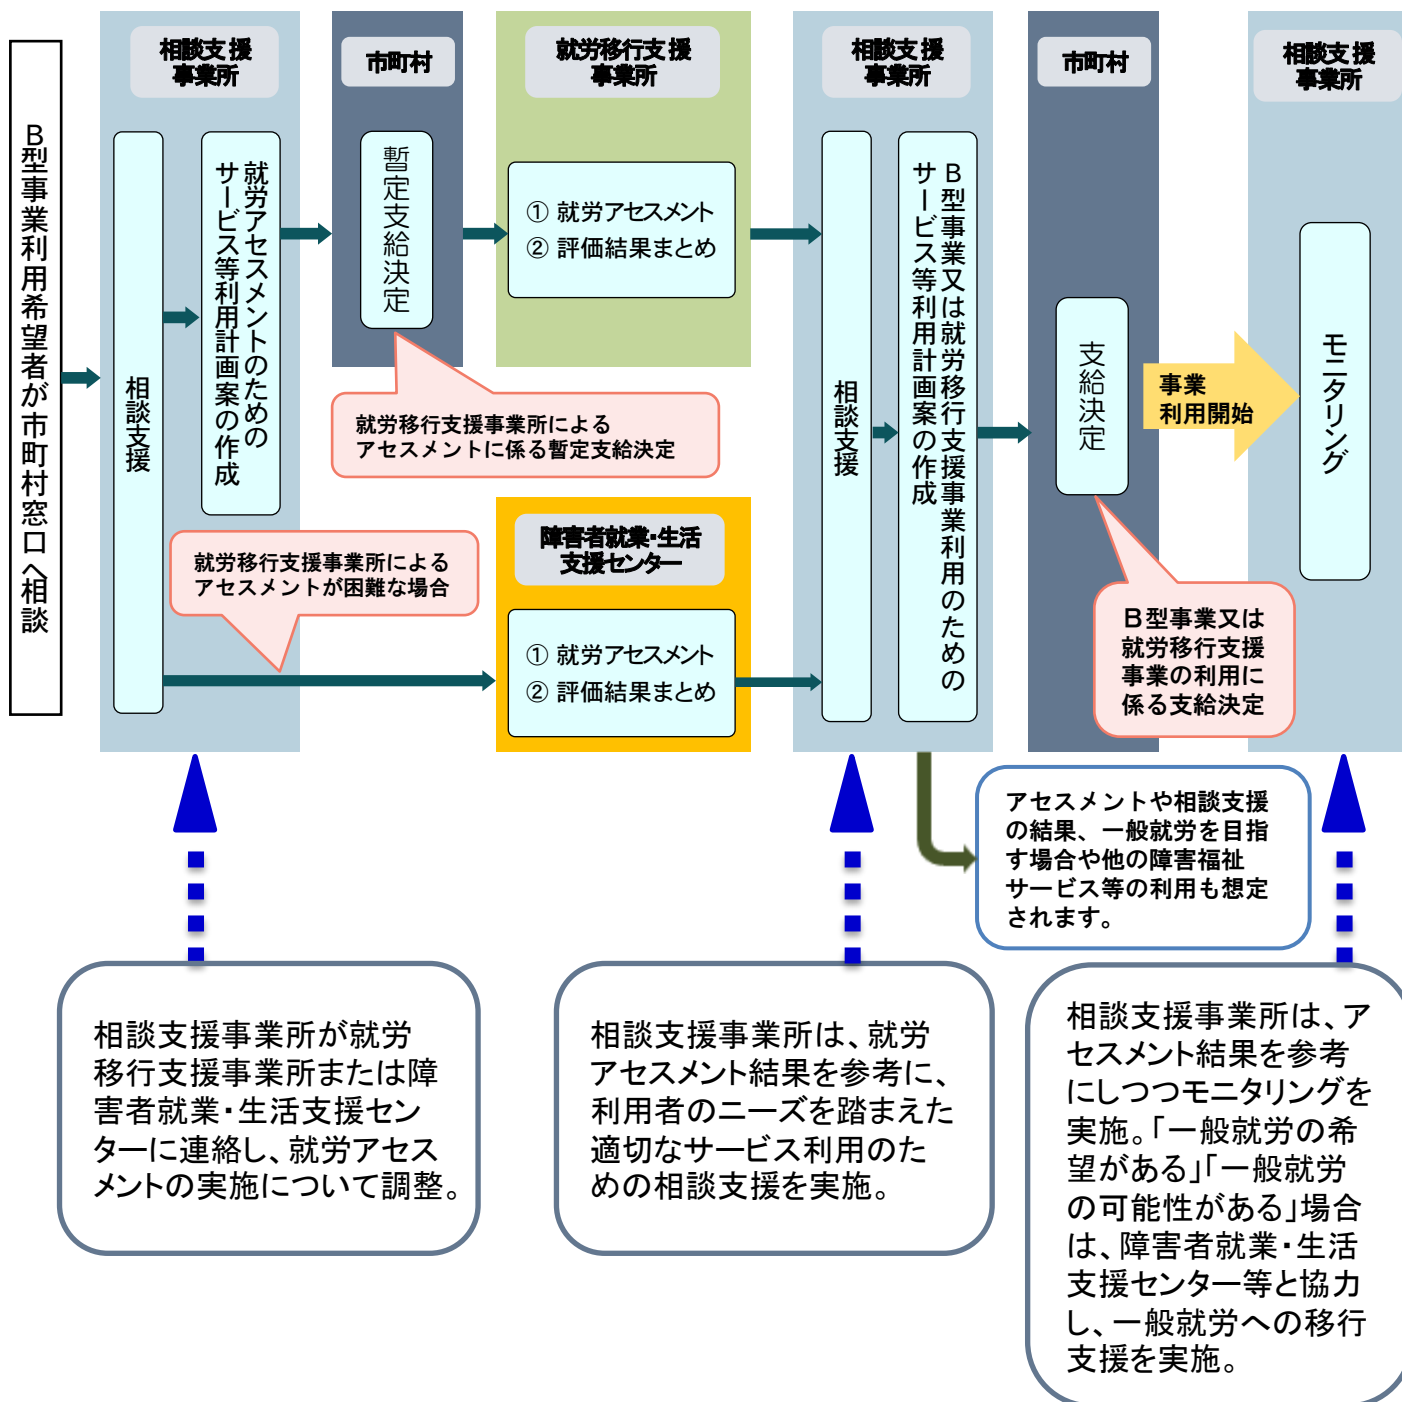 B型事業利用希望者が市町村窓口へ相談
相談支援
事業所
相談支援
就労アセスメントのための
サービス等利用計画案の作成
市町村
暫定支給決定
就労移行支援事業所による
アセスメントに係る暫定支給決定
就労移行支援
事業所
① 就労アセスメント
② 評価結果まとめ
就労移行支援事業所による
アセスメントが困難な場合
障害者就業・生活
支援センター
① 就労アセスメント
② 評価結果まとめ
相談支援
事業所
相談支援
B型事業又は就労移行支援事業利用のための
サービス等利用計画案の作成
市町村
支給決定
B型事業又は
就労移行支援
事業の利用に
係る支給決定
事業
利用開始
相談支援
事業所
モニタリング
アセスメントや相談支援
の結果、一般就労を目指
す場合や他の障害福祉
サービス等の利用も想定
されます。
相談支援事業所が就労
移行支援事業所または障
害者就業・生活支援セン
ターに連絡し、就労アセス
メントの実施について調整。
相談支援事業所は、就労
アセスメント結果を参考に、
利用者のニーズを踏まえた
適切なサービス利用のた
めの相談支援を実施。
相談支援事業所は、ア
セスメント結果を参考
にしつつモニタリングを
実施。「一般就労の希
望がある」「一般就労
の可能性がある」場合
は、障害者就業・生活
支援センター等と協力
し、一般就労への移行
支援を実施。